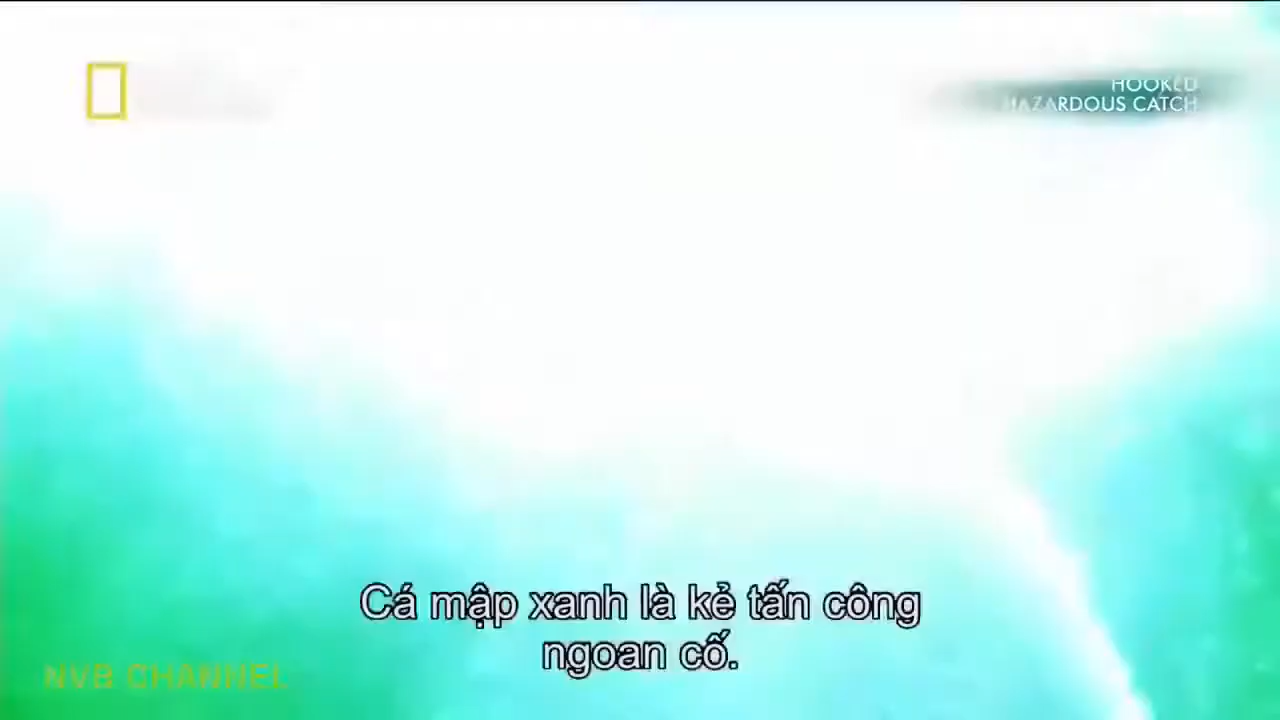 HOOKED
HAZARDOUS CATCH
Cá mập xanh là kẻ tấn công
ngoan cố.
NVB CHANNEL